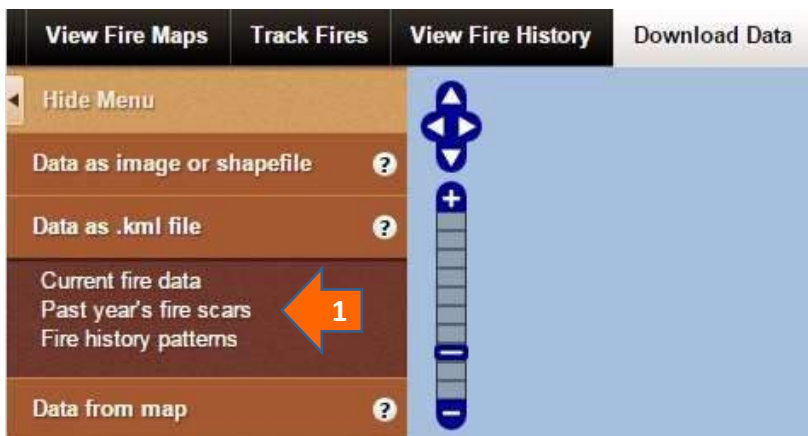 View Fire Maps Track Fires View Fire History Download Data
Hide Menu
Data as image or shapefile ?
Data as .kml file ?
Current fire data
Past year's fire scars 1
Fire history patterns
Data from map ?